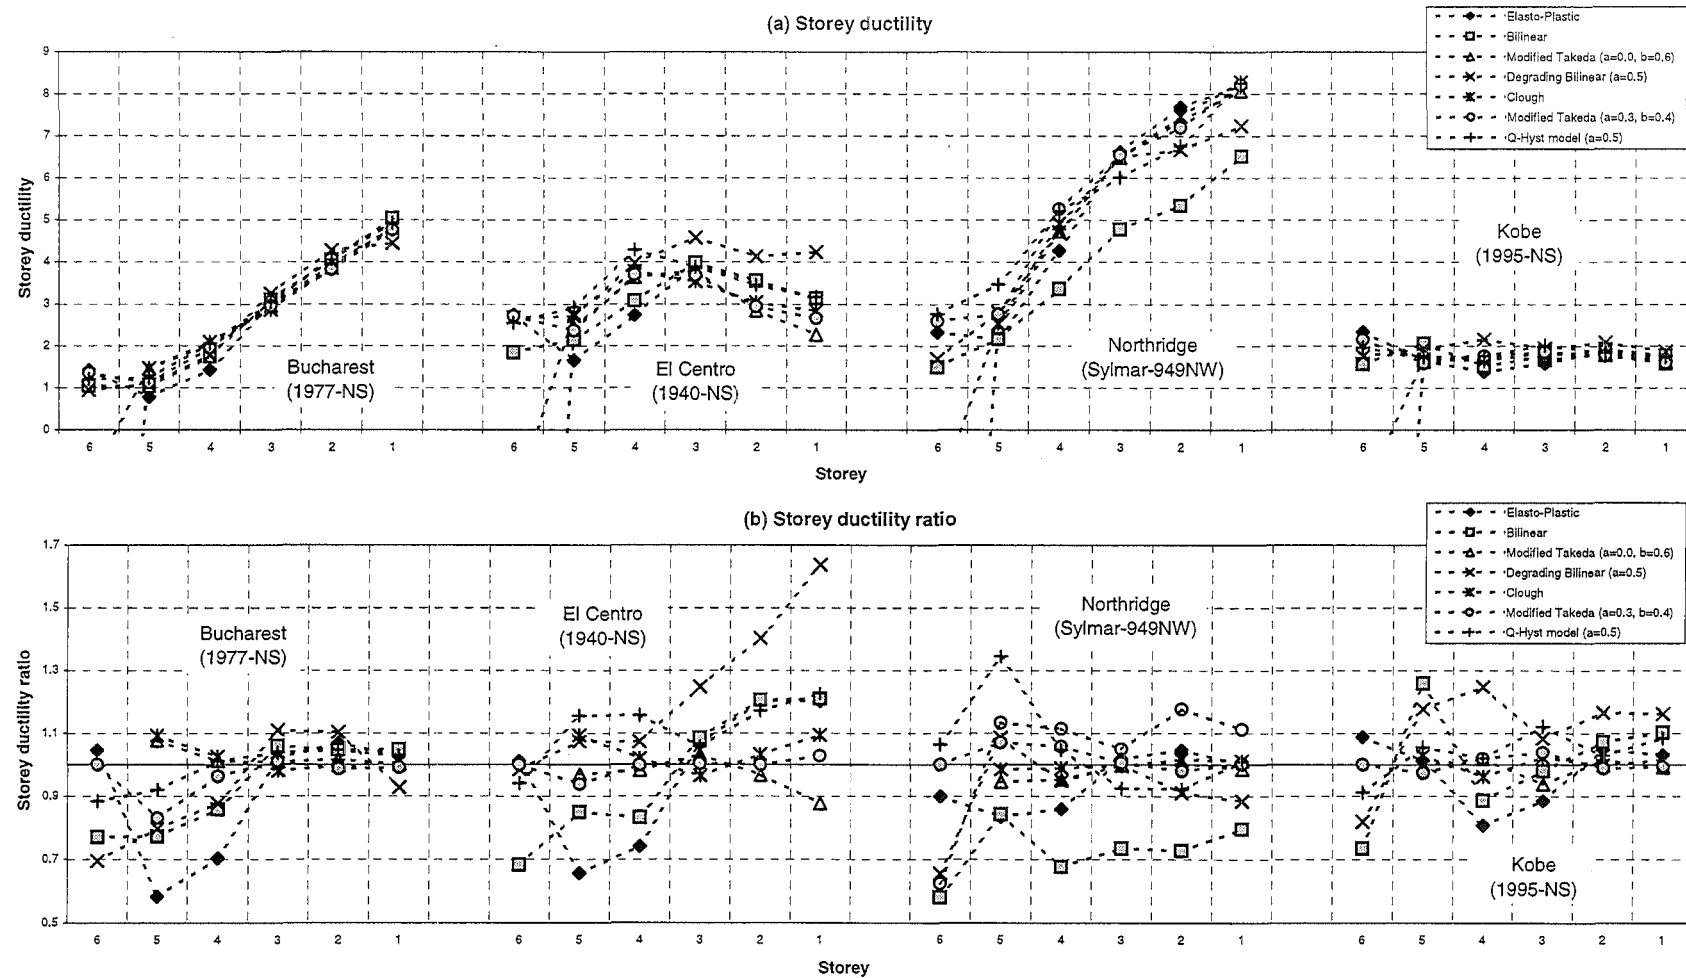 (a) Storey ductility
Elasto-Plastic
Bilinear
Modified Takeda (a=0.0, b=0.6)
Degrading Bilinear (a=0.5)
Clough
Modified Takeda (a=0.3, b=0.4)
Q-Hyst model (a=0.5)
9
8
7
6
5
4
3
2
1
0
Storey ductility
Bucharest
(1977-NS)
El Centro
(1940-NS)
Northridge
(Sylmar-949NW)
Kobe
(1995-NS)
6 5 4 3 2 1 6 5 4 3 2 1 6 5 4 3 2 1 6 5 4 3 2 1
Storey
(b) Storey ductility ratio
Elasto-Plastic
Bilinear
Modified Takeda (a=0.0, b=0.6)
Degrading Bilinear (a=0.5)
Clough
Modified Takeda (a=0.3, b=0.4)
Q-Hyst model (a=0.5)
1.7
1.5
1.3
1.1
0.9
0.7
0.5
Storey ductility ratio
Bucharest
(1977-NS)
El Centro
(1940-NS)
Northridge
(Sylmar-949NW)
Kobe
(1995-NS)
6 5 4 3 2 1 6 5 4 3 2 1 6 5 4 3 2 1 6 5 4 3 2 1
Storey